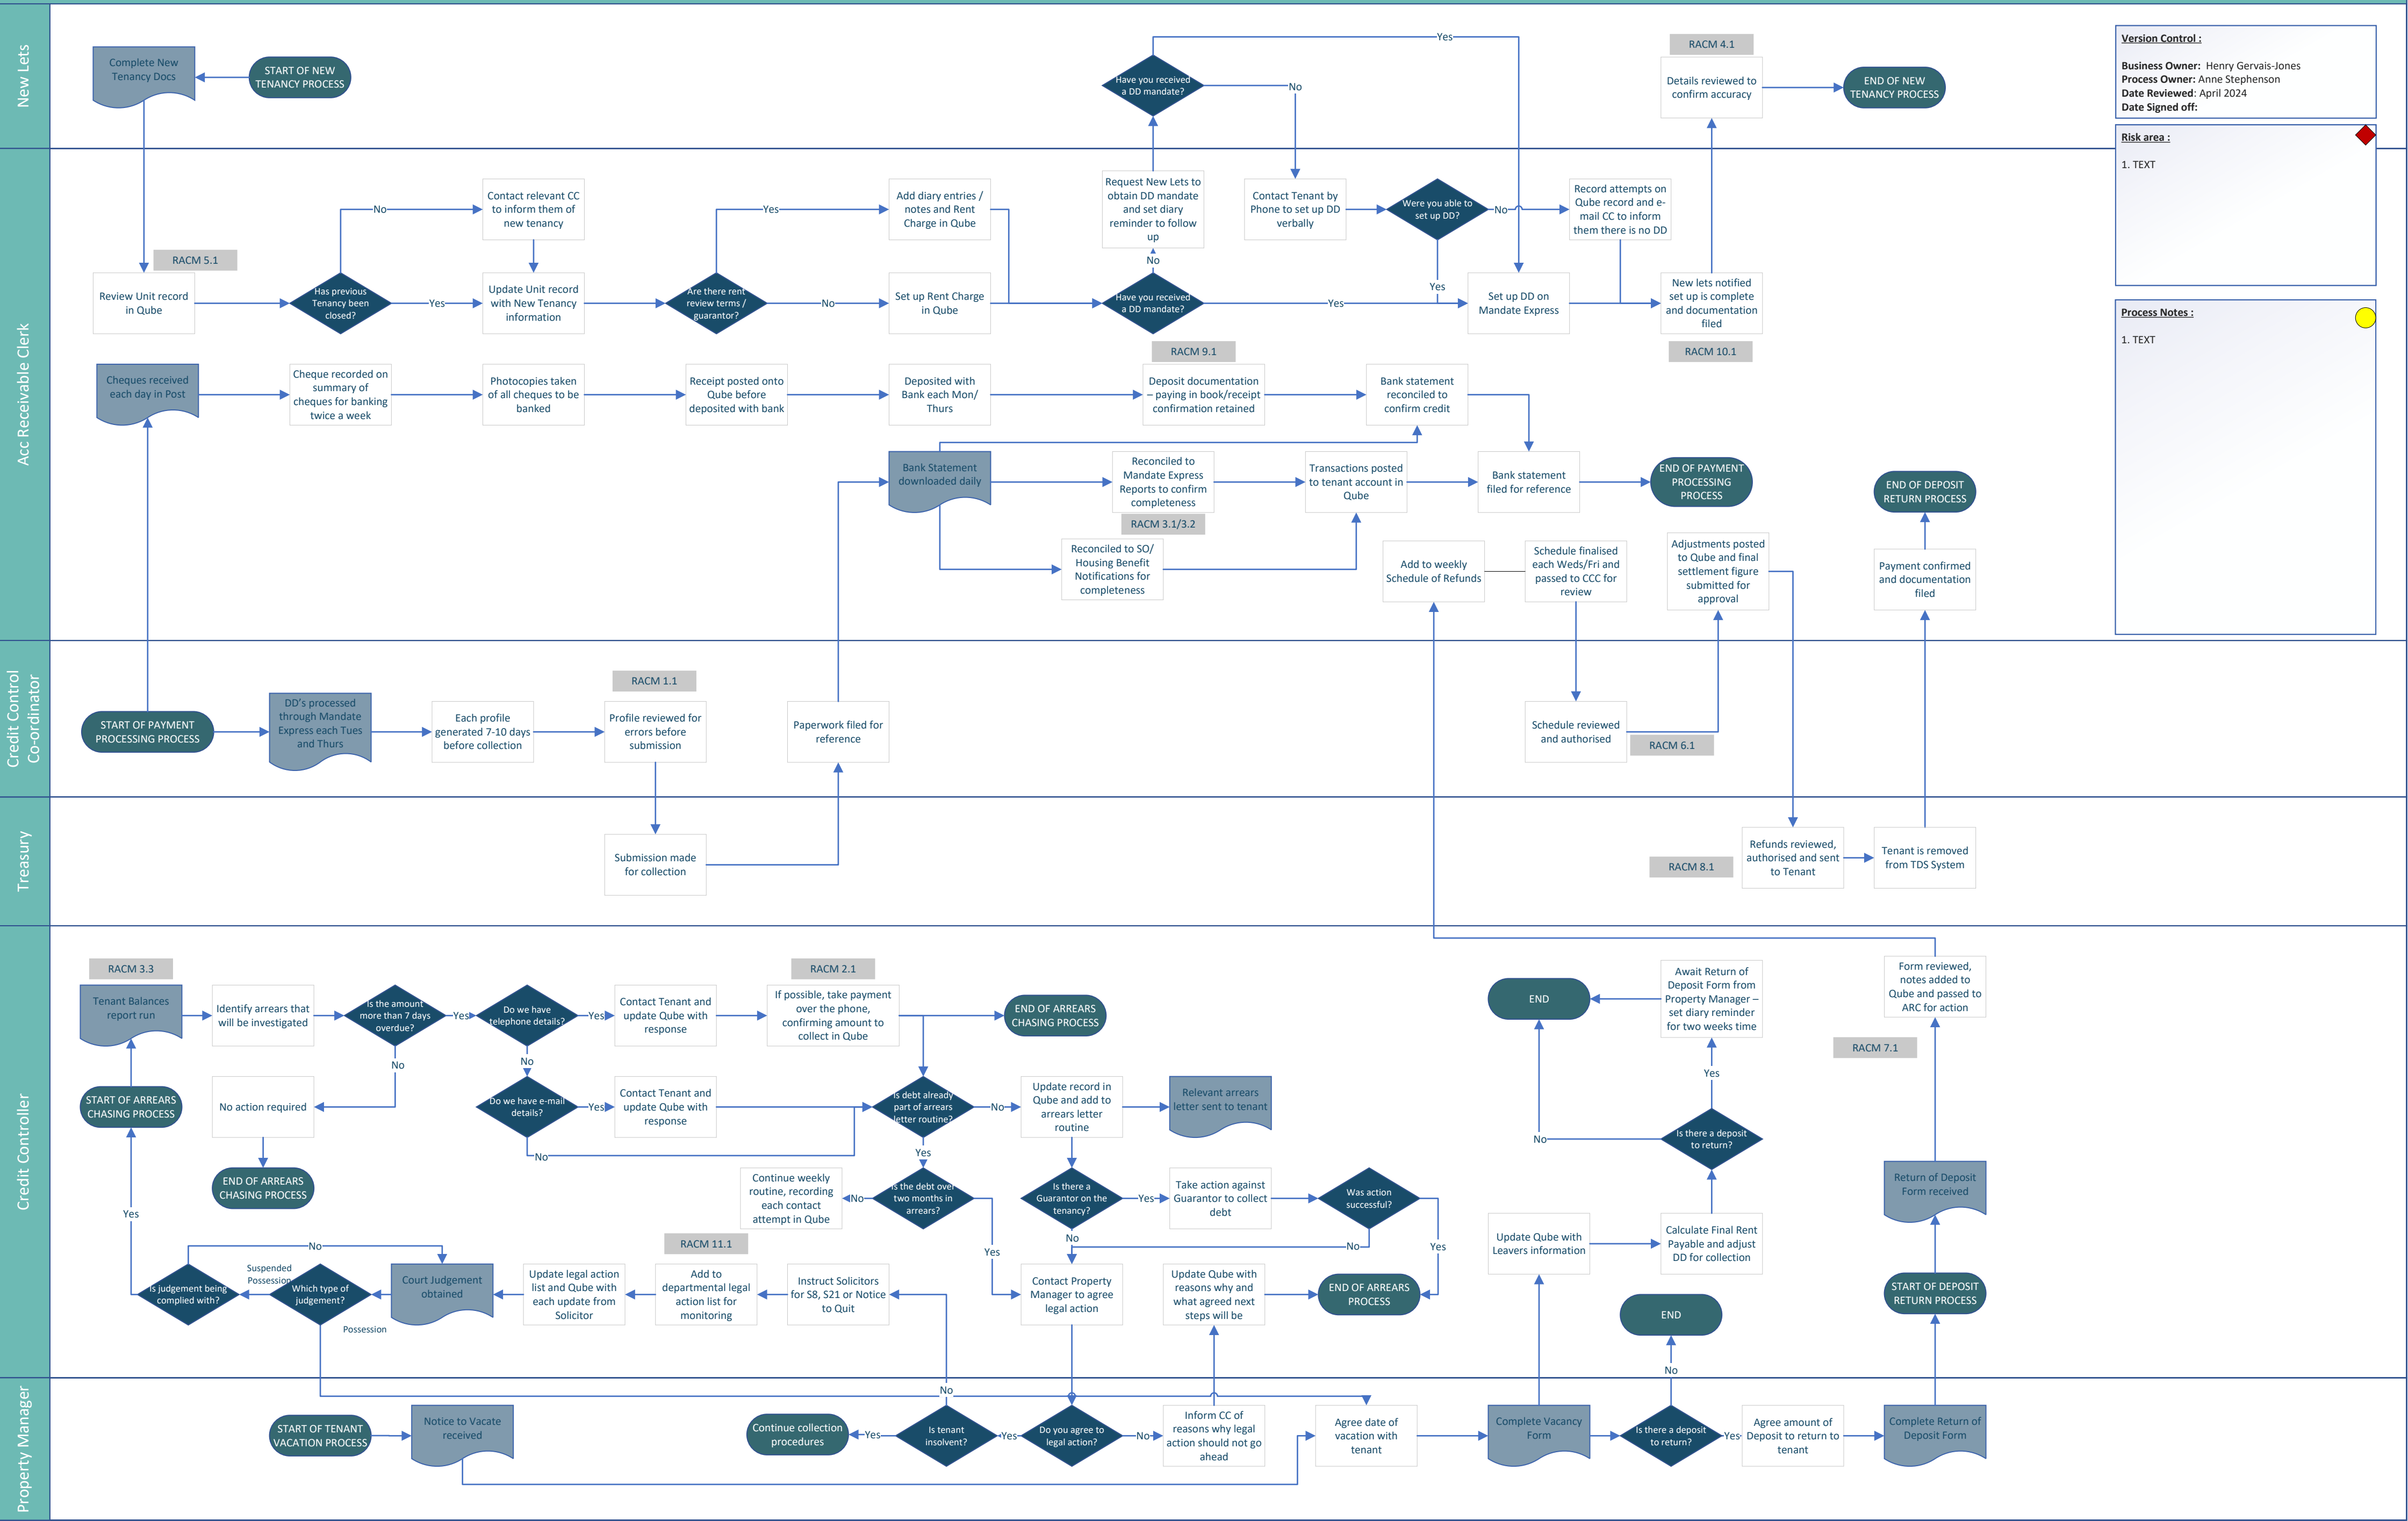 New Lets
Complete New
Tenancy Docs
START OF NEW
TENANCY PROCESS
Have you received
a DD mandate?
Yes
No
RACM 4.1
Details reviewed to
confirm accuracy
END OF NEW
TENANCY PROCESS
Version Control :
Business Owner: Henry Gervais-Jones
Process Owner: Anne Stephenson
Date Reviewed: April 2024
Date Signed off:
Risk area :
1. TEXT
Process Notes :
1. TEXT
Acc Receivable Clerk
RACM 5.1
Review Unit record
in Qube
Has previous
Tenancy been
closed?
No
Yes
Contact relevant CC
to inform them of
new tenancy
Update Unit record
with New Tenancy
information
Are there rent
review terms /
guarantor?
Yes
No
Add diary entries /
notes and Rent
Charge in Qube
Set up Rent Charge
in Qube
Request New Lets to
obtain DD mandate
and set diary
reminder to follow
up
No
Have you received
a DD mandate?
Yes
Contact Tenant by
Phone to set up DD
verbally
Were you able to
set up DD?
No
Yes
Record attempts on
Qube record and e-
mail CC to inform
them there is no DD
Set up DD on
Mandate Express
New lets notified
set up is complete
and documentation
filed
RACM 10.1
Cheques received
each day in Post
Cheque recorded on
summary of
cheques for banking
twice a week
Photocopies taken
of all cheques to be
banked
Receipt posted onto
Qube before
deposited with bank
Deposited with
Bank each Mon/
Thurs
RACM 9.1
Deposit documentation
– paying in book/receipt
confirmation retained
Bank statement
reconciled to
confirm credit
Bank Statement
downloaded daily
Reconciled to
Mandate Express
Reports to confirm
completeness
RACM 3.1/3.2
Transactions posted
to tenant account in
Qube
Bank statement
filed for reference
END OF PAYMENT
PROCESSING
PROCESS
END OF DEPOSIT
RETURN PROCESS
Reconciled to SO/
Housing Benefit
Notifications for
completeness
Add to weekly
Schedule of Refunds
Schedule finalised
each Weds/Fri and
passed to CCC for
review
Adjustments posted
to Qube and final
settlement figure
submitted for
approval
Payment confirmed
and documentation
filed
Credit Control
Co-ordinator
START OF PAYMENT
PROCESSING PROCESS
DD's processed
through Mandate
Express each Tues
and Thurs
Each profile
generated 7-10 days
before collection
RACM 1.1
Profile reviewed for
errors before
submission
Paperwork filed for
reference
Schedule reviewed
and authorised
RACM 6.1
Treasury
Submission made
for collection
RACM 8.1
Refunds reviewed,
authorised and sent
to Tenant
Tenant is removed
from TDS System
Credit Controller
RACM 3.3
Tenant Balances
report run
Identify arrears that
will be investigated
Is the amount
more than 7 days
overdue?
Yes
No
Do we have
telephone details?
Yes
No
Contact Tenant and
update Qube with
response
RACM 2.1
If possible, take payment
over the phone,
confirming amount to
collect in Qube
END OF ARREARS
CHASING PROCESS
END
Await Return of
Deposit Form from
Property Manager –
set diary reminder
for two weeks time
Form reviewed,
notes added to
Qube and passed to
ARC for action
RACM 7.1
START OF ARREARS
CHASING PROCESS
No action required
END OF ARREARS
CHASING PROCESS
Do we have e-mail
details?
Yes
No
Contact Tenant and
update Qube with
response
Is debt already
part of arrears
letter routine?
No
Yes
Update record in
Qube and add to
arrears letter
routine
Relevant arrears
letter sent to tenant
Yes
Is there a deposit
to return?
No
Continue weekly
routine, recording
each contact
attempt in Qube
No
Is the debt over
two months in
arrears?
Yes
Is there a
Guarantor on the
tenancy?
Yes
No
Take action against
Guarantor to collect
debt
Was action
successful?
No
Yes
Return of Deposit
Form received
Update Qube with
Leavers information
Calculate Final Rent
Payable and adjust
DD for collection
Yes
No
Is judgement being
complied with?
Suspended
Possession
Which type of
judgement?
Possession
Court Judgement
obtained
Update legal action
list and Qube with
each update from
Solicitor
RACM 11.1
Add to
departmental legal
action list for
monitoring
Instruct Solicitors
for S8, S21 or Notice
to Quit
Contact Property
Manager to agree
legal action
Update Qube with
reasons why and
what agreed next
steps will be
END OF ARREARS
PROCESS
END
START OF DEPOSIT
RETURN PROCESS
Property Manager
START OF TENANT
VACATION PROCESS
Notice to Vacate
received
Continue collection
procedures
Yes
Is tenant
insolvent?
No
Yes
Do you agree to
legal action?
No
Inform CC of
reasons why legal
action should not go
ahead
Agree date of
vacation with
tenant
Complete Vacancy
Form
Is there a deposit
to return?
No
Yes
Agree amount of
Deposit to return to
tenant
Complete Return of
Deposit Form